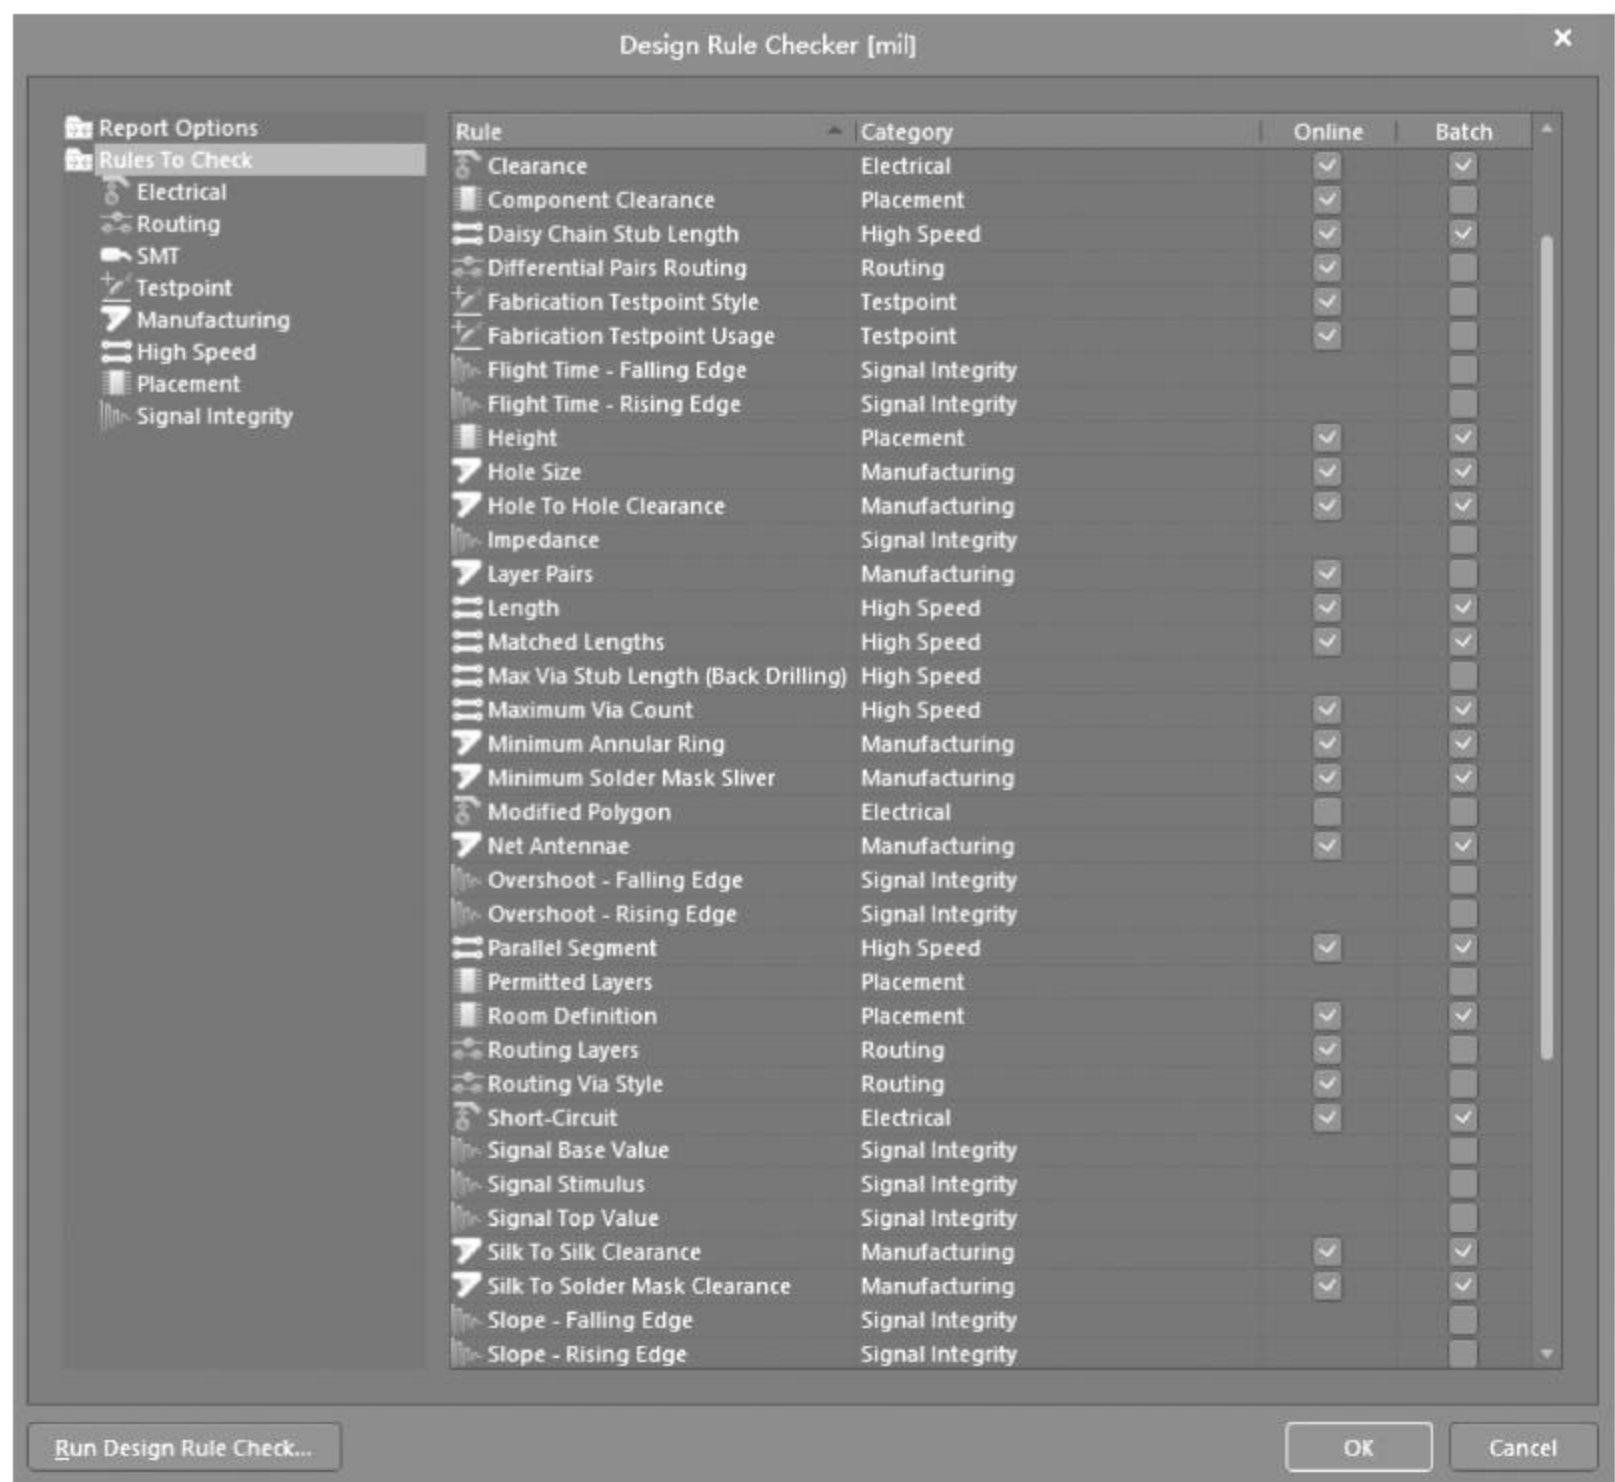 Design Rule Checker [mil]
Report Options
Rules To Check
Electrical
Routing
SMT
Testpoint
Manufacturing
High Speed
Placement
Signal Integrity
Rule Category Online Batch
Clearance Electrical
Component Clearance Placement
Daisy Chain Stub Length High Speed
Differential Pairs Routing Routing
Fabrication Testpoint Style Testpoint
Fabrication Testpoint Usage Testpoint
Flight Time - Falling Edge Signal Integrity
Flight Time - Rising Edge Signal Integrity
Height Placement
Hole Size Manufacturing
Hole To Hole Clearance Manufacturing
Impedance Signal Integrity
Layer Pairs Manufacturing
Length High Speed
Matched Lengths High Speed
Max Via Stub Length (Back Drilling) High Speed
Maximum Via Count High Speed
Minimum Annular Ring Manufacturing
Minimum Solder Mask Sliver Manufacturing
Modified Polygon Electrical
Net Antennae Manufacturing
Overshoot - Falling Edge Signal Integrity
Overshoot - Rising Edge Signal Integrity
Parallel Segment High Speed
Permitted Layers Placement
Room Definition Placement
Routing Layers Routing
Routing Via Style Routing
Short-Circuit Electrical
Signal Base Value Signal Integrity
Signal Stimulus Signal Integrity
Signal Top Value Signal Integrity
Silk To Silk Clearance Manufacturing
Silk To Solder Mask Clearance Manufacturing
Slope - Falling Edge Signal Integrity
Slope - Rising Edge Signal Integrity
Run Design Rule Check... OK Cancel